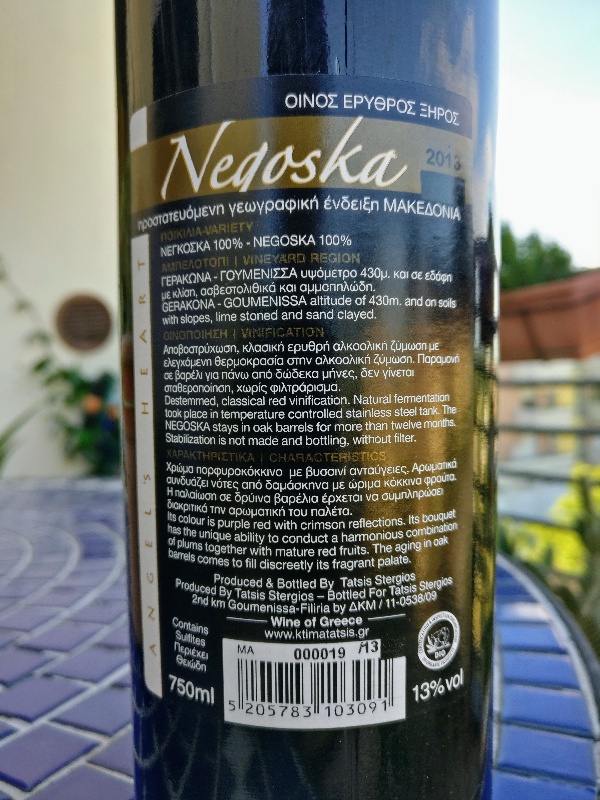 ΟΙΝΟΣ ΕΡΥΘΡΟΣ ΞΗΡΟΣ
Negoska 2013
προστατευόμενη γεωγραφική ένδειξη ΜΑΚΕΔΟΝΙΑ
ΠΟΙΚΙΛΙΑ-VARIETY
ΝΕΓΚΟΣΚΑ 100% - NEGOSKA 100%
ΑΜΠΕΛΟΤΟΠΙ | VINEYARD REGION
ΓΕΡΑΚΩΝΑ - ΓΟΥΜΕΝΙΣΣΑ υψόμετρο 430μ. και σε εδάφη
με κλίση, ασβεστολιθικά και αμμοπηλώδη.
GERAKONA - GOUMENISSA altitude of 430m. and on soils
with slopes, lime stoned and sand clayed.
ΟΙΝΟΠΟΙΗΣΗ | VINIFICATION
Αποβοστρύχωση, κλασική ερυθρή αλκοολική ζύμωση με
ελεγχόμενη θερμοκρασία στην αλκοολική ζύμωση. Παραμονή
σε βαρέλι για πάνω από δώδεκα μήνες, δεν γίνεται
σταθεροποίηση, χωρίς φιλτράρισμα.
Destemmed, classical red vinification. Natural fermentation
took place in temperature controlled stainless steel tank. The
NEGOSKA stays in oak barrels for more than twelve months.
Stabilization is not made and bottling, without filter.
ΧΑΡΑΚΤΗΡΙΣΤΙΚΑ | CHARACTERISTICS
Χρώμα πορφυροκόκκινο με βυσσινί ανταύγειες. Αρωματικά
συνδυάζει νότες από δαμάσκηνα με ώριμα κόκκινα φρούτα.
Η παλαίωση σε δρύινα βαρέλια έρχεται να συμπληρώσει
διακριτικά την αρωματική του παλέτα.
Its colour is purple red with crimson reflections. Its bouquet
has the unique ability to conduct a harmonious combination
of plums together with mature red fruits. The aging in oak
barrels comes to fill discreetly its fragrant palate.
ANGEL'S HEART
Produced & Bottled By Tatsis Stergios
Produced By Tatsis Stergios – Bottled For Tatsis Stergios
2nd km Goumenissa-Filiria by ΔΚΜ / 11-0538/09
Wine of Greece
www.ktimatatsis.gr
Contains
Sulfites
Περιέχει
Θειώδη
750ml
MA 000019 /13
5 205783 103091
BIO
13% vol